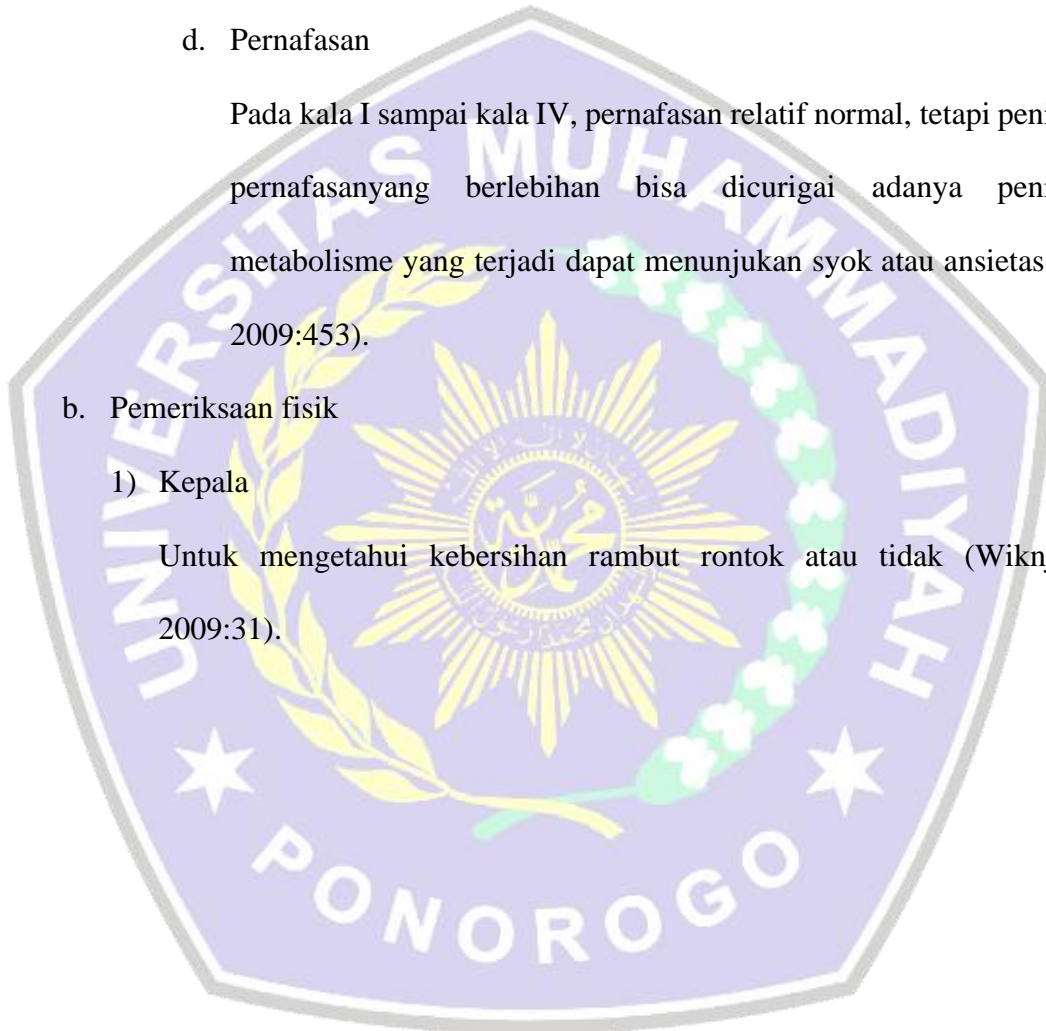 d. Pernafasan
Pada kala I sampai kala IV, pernafasan relatif normal, tetapi
pernafasanyang berlebihan bisa dicurigai adanya
metabolisme yang terjadi dapat menunjukan syok atau ansietas
2009:453).
b. Pemeriksaan fisik
1) Kepala
Untuk mengetahui kebersihan rambut rontok atau tidak
2009:31).
UNIVERSITAS MUHAMMADIYAH
PONOROGO